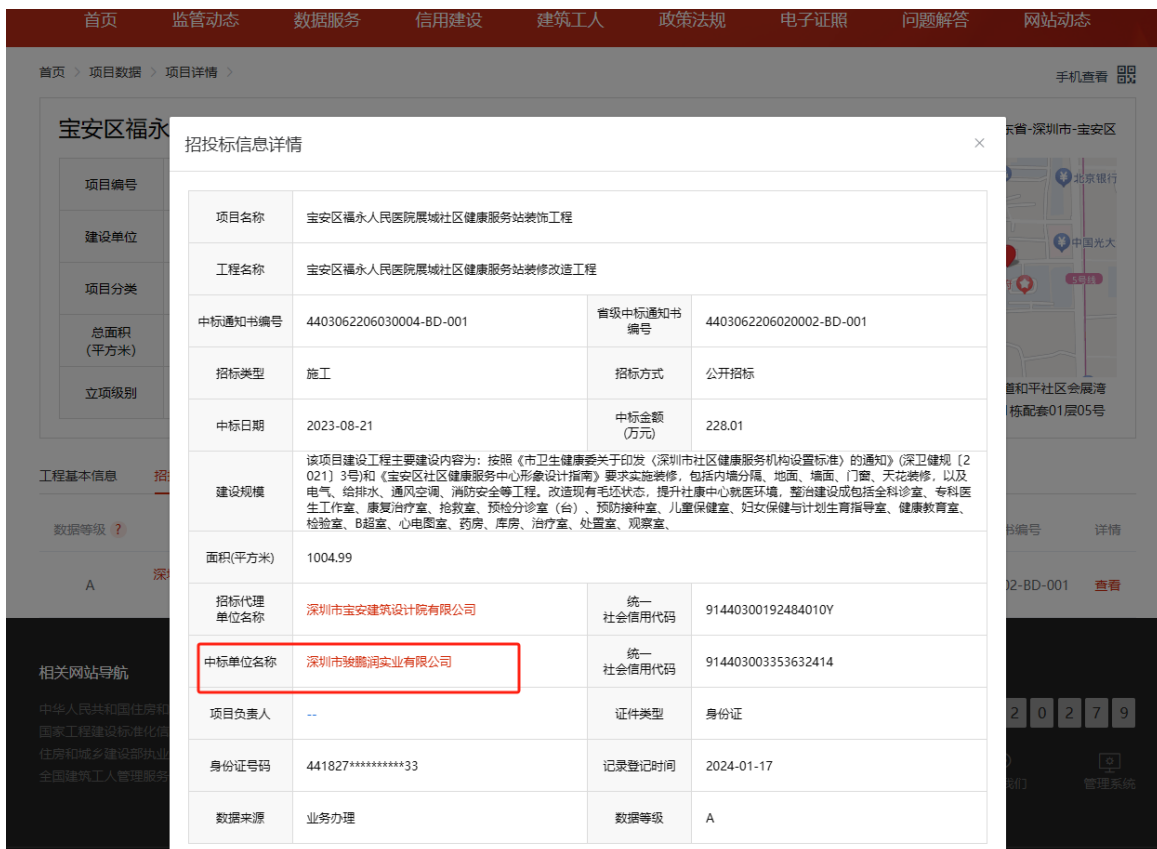 首页 监管动态 数据服务 信用建设 建筑工人 政策法规 电子证照 问题解答 网站动态
首页 > 项目数据 > 项目详情 >
手机查看
宝安区福永
东省-深圳市-宝安区
项目编号
建设单位
项目分类
总面积
(平方米)
立项级别
北京银行
中国光大
5号线
道和平社区会展湾
栋配套01层05号
招投标信息详情
×
项目名称 宝安区福永人民医院展城社区健康服务站装饰工程
工程名称 宝安区福永人民医院展城社区健康服务站装修改造工程
中标通知书编号 4403062206030004-BD-001
省级中标通知书
编号
4403062206020002-BD-001
招标类型 施工 招标方式 公开招标
中标日期 2023-08-21
中标金额
(万元)
228.01
建设规模
该项目建设工程主要建设内容为：按照《市卫生健康委关于印发〈深圳市社区健康服务机构设置标准〉的通知》(深卫健规〔2
021〕3号)和《宝安区社区健康服务中心形象设计指南》要求实施装修，包括内墙分隔、地面、墙面、门窗、天花装修，以及
电气、给排水、通风空调、消防安全等工程。改造现有毛坯状态，提升社康中心就医环境，整治建设成包括全科诊室、专科医
生工作室、康复治疗室、抢救室、预检分诊室（台）、预防接种室、儿童保健室、妇女保健与计划生育指导室、健康教育室、
检验室、B超室、心电图室、药房、库房、治疗室、处置室、观察室、
面积(平方米) 1004.99
招标代理
单位名称
深圳市宝安建筑设计院有限公司
统一
社会信用代码
91440300192484010Y
中标单位名称 深圳市骏鹏润实业有限公司
统一
社会信用代码
914403003353632414
项目负责人 -- 证件类型 身份证
身份证号码 441827**********33 记录登记时间 2024-01-17
数据来源 业务办理 数据等级 A
工程基本信息 招
数据等级 ?
书编号 详情
A 深圳
02-BD-001 查看
相关网站导航
中华人民共和国住房和
国家工程建设标准化信
住房和城乡建设部执业
全国建筑工人管理服务
2 0 2 7 9
我们 管理系统